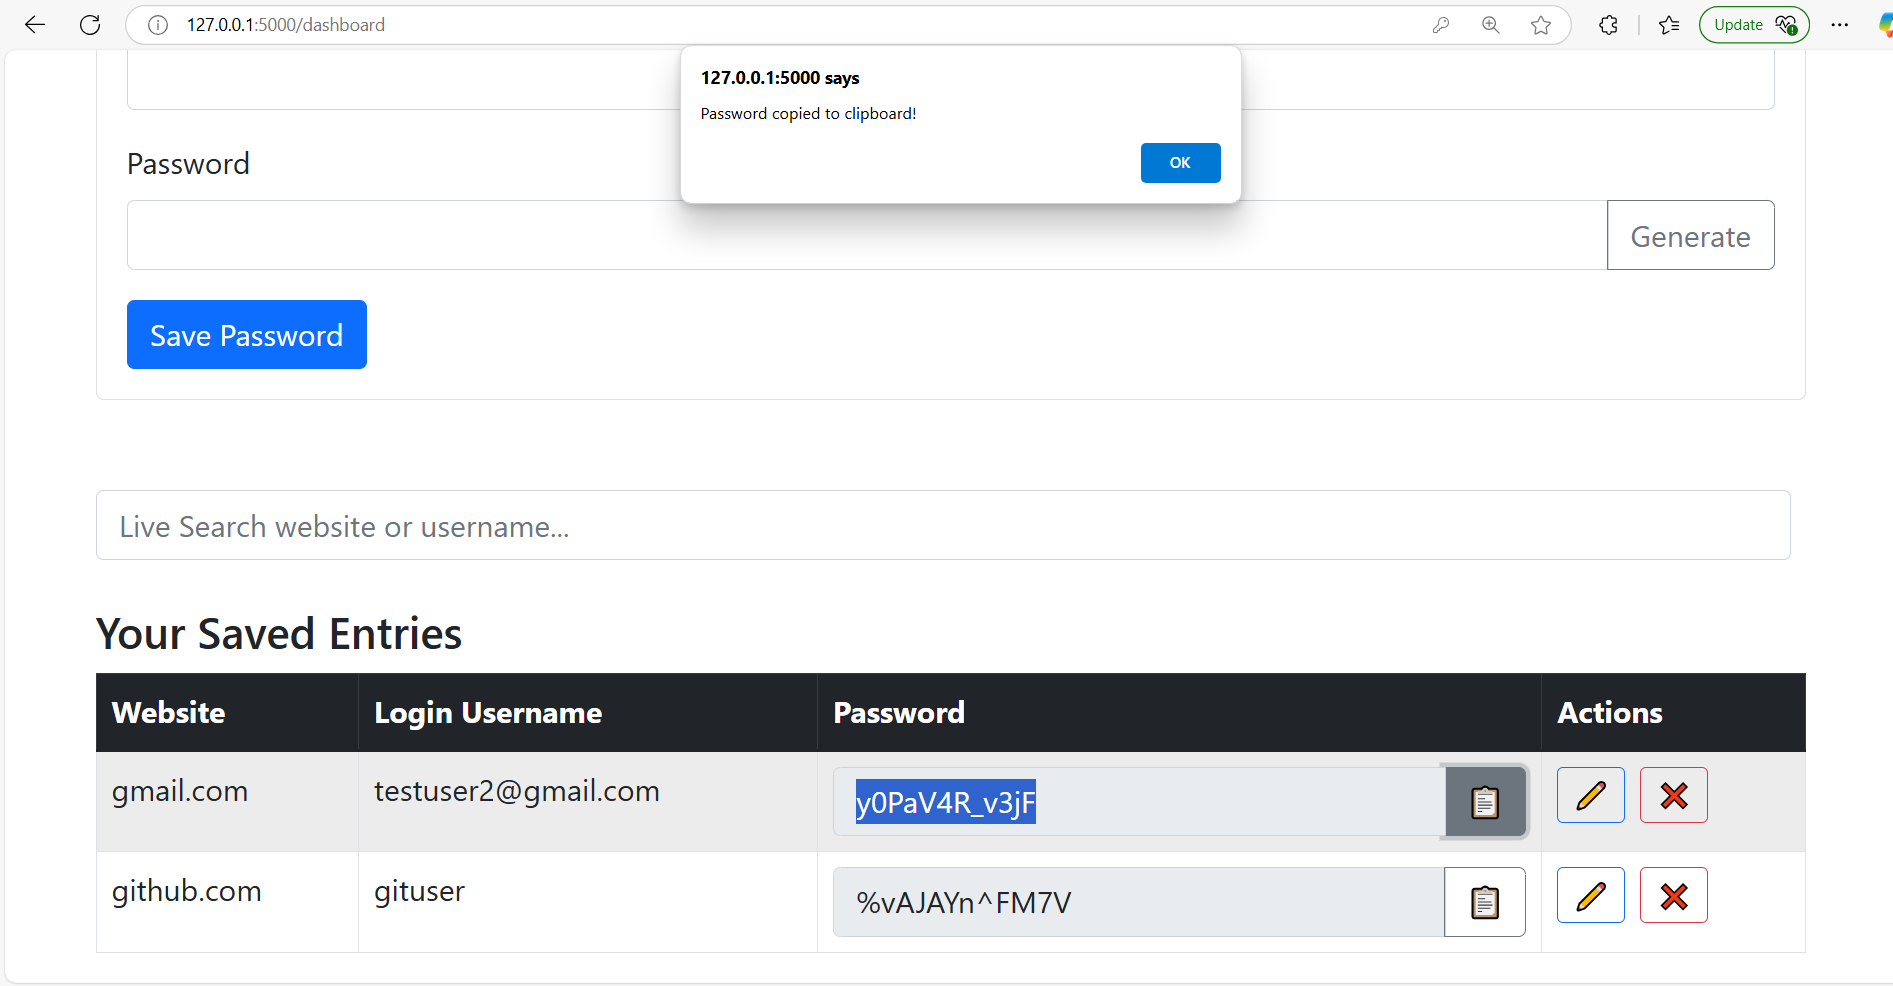 127.0.0.1:5000/dashboard
Update
127.0.0.1:5000 says
Password copied to clipboard!
OK
Password
Generate
Save Password
Live Search website or username...
Your Saved Entries
Website Login Username Password Actions
gmail.com testuser2@gmail.com y0PaV4R_v3jF
github.com gituser %vAJAYn^FM7V